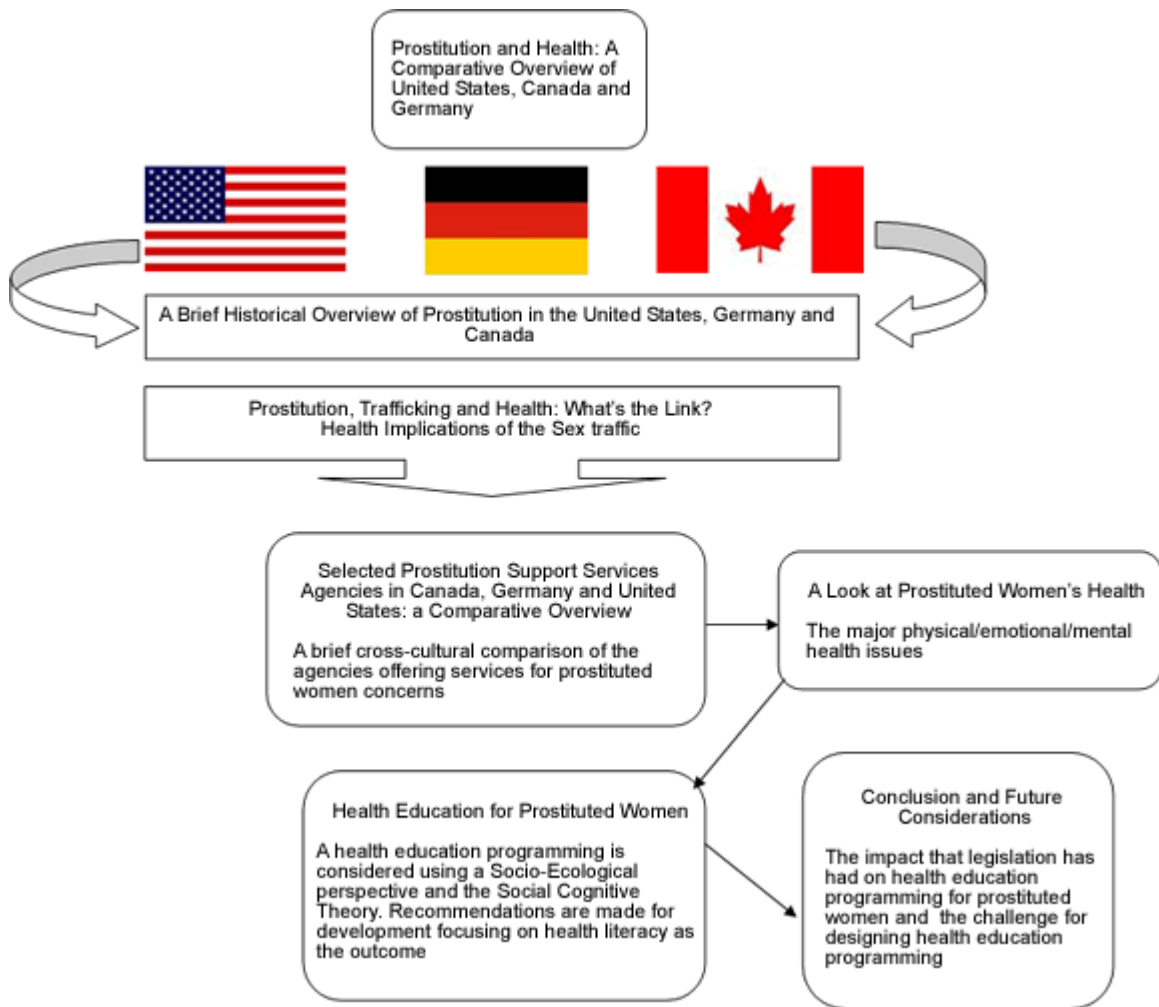 Prostitution and Health: A
Comparative Overview of
United States, Canada and
Germany
A Brief Historical Overview of Prostitution in the United States, Germany and
Canada
Prostitution, Trafficking and Health: What's the Link?
Health Implications of the Sex traffic
Selected Prostitution Support Services
Agencies in Canada, Germany and United
States: a Comparative Overview
A brief cross-cultural comparison of the
agencies offering services for prostituted
women concerns
A Look at Prostituted Women's Health
The major physical/emotional/mental
health issues
Health Education for Prostituted Women
A health education programming is
considered using a Socio-Ecological
perspective and the Social Cognitive
Theory. Recommendations are made for
development focusing on health literacy as
the outcome
Conclusion and Future
Considerations
The impact that legislation has
had on health education
programming for prostituted
women and the challenge for
designing health education
programming